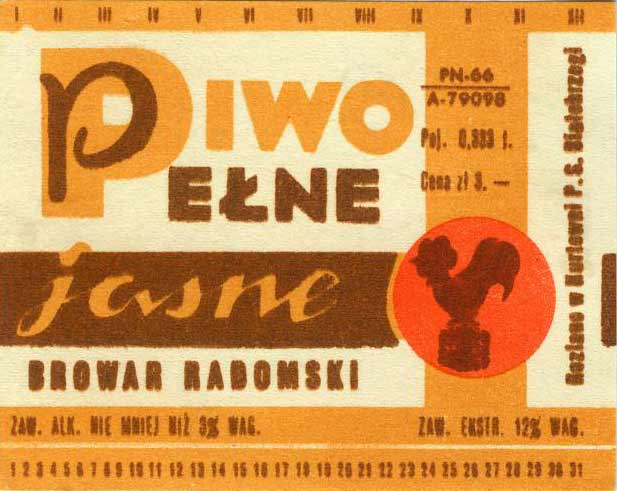 I II III IV V VI VII VIII IX X XI XII
PIWO
PEŁNE
jasne
BROWAR RADOMSKI
PN-66
A-79098
Poj. 0,333 l.
Cena zł 3. —
Rozlano w Hurtowni P. S. Białobrzegi
ZAW. ALK. NIE MNIEJ NIŻ 3% WAG.
ZAW. EKSTR. 12% WAG.
1 2 3 4 5 6 7 8 9 10 11 12 13 14 15 16 17 18 19 20 21 22 23 24 25 26 27 28 29 30 31